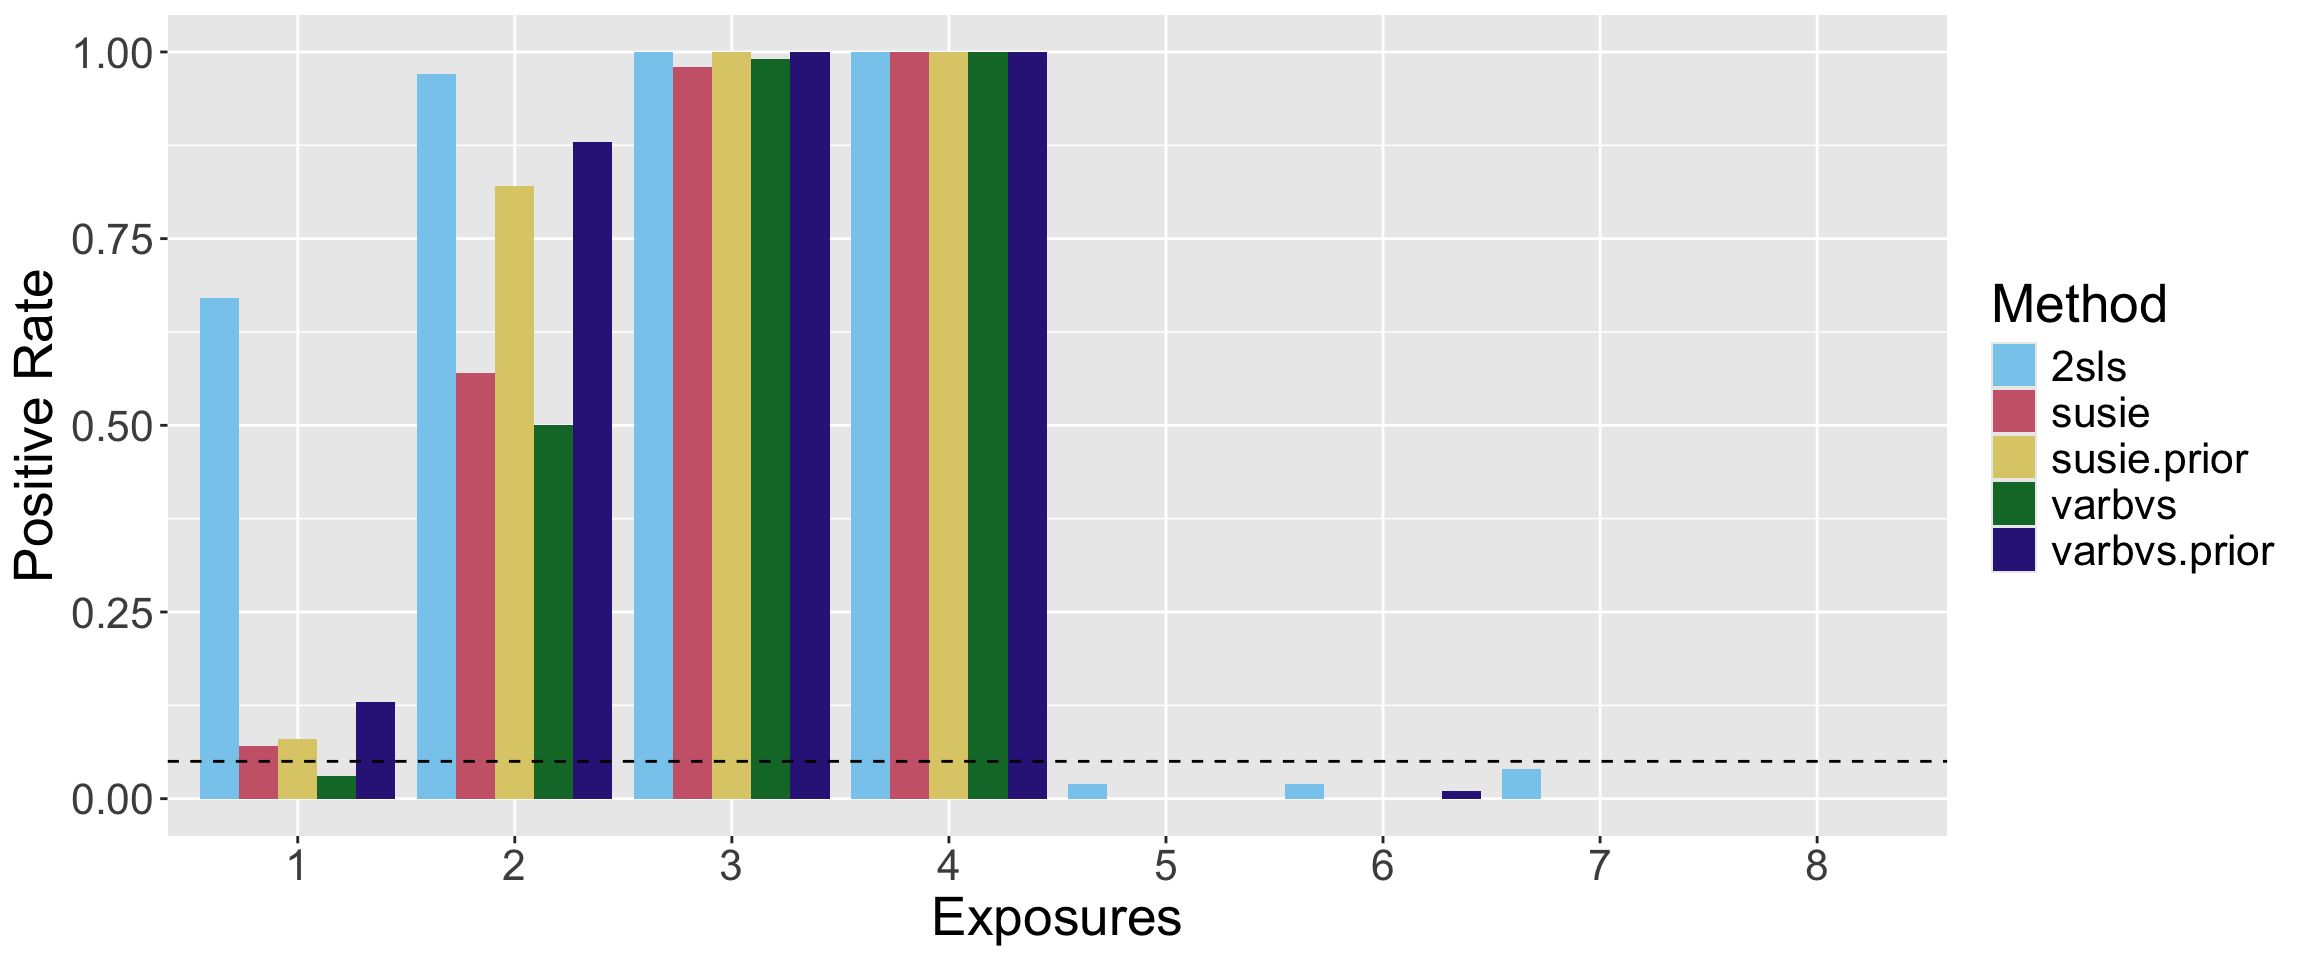 Positive Rate
1.00
0.75
0.50
0.25
0.00
1 2 3 4 5 6 7 8
Exposures
Method
2sls
susie
susie.prior
varbvs
varbvs.prior